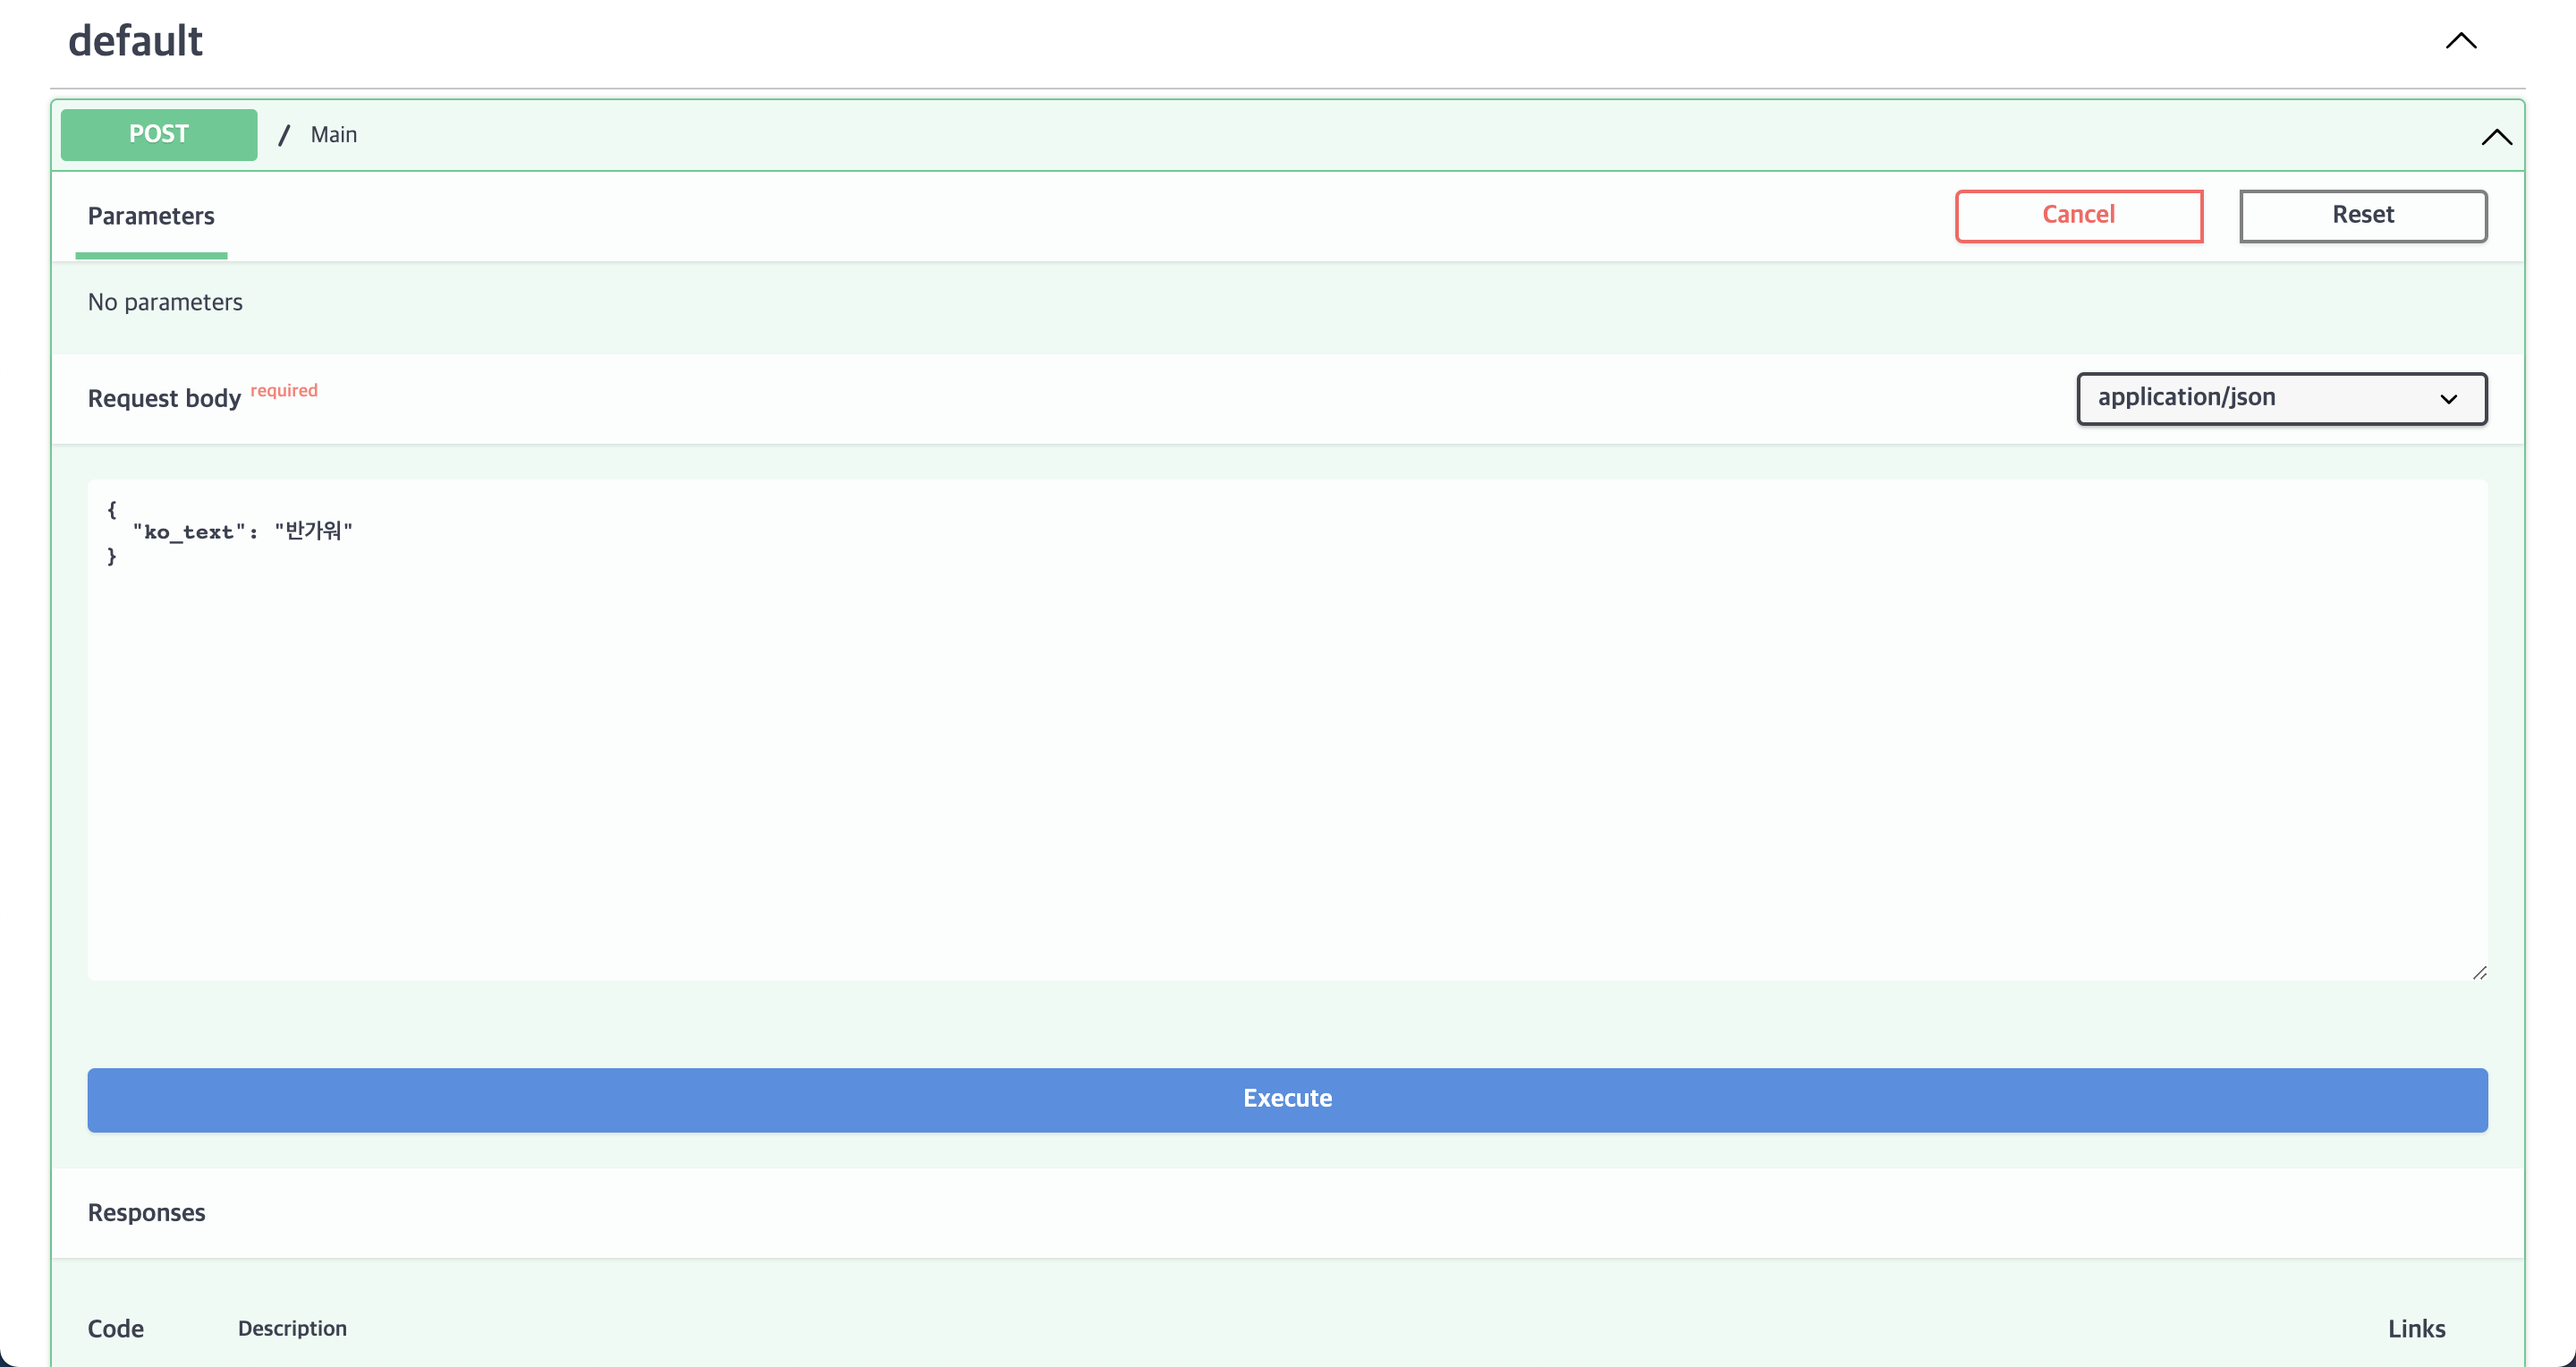 default
POST / Main
Parameters
Cancel
Reset
No parameters
Request body required
application/json
{
  "ko_text": "반가워"
}
Execute
Responses
Code Description Links